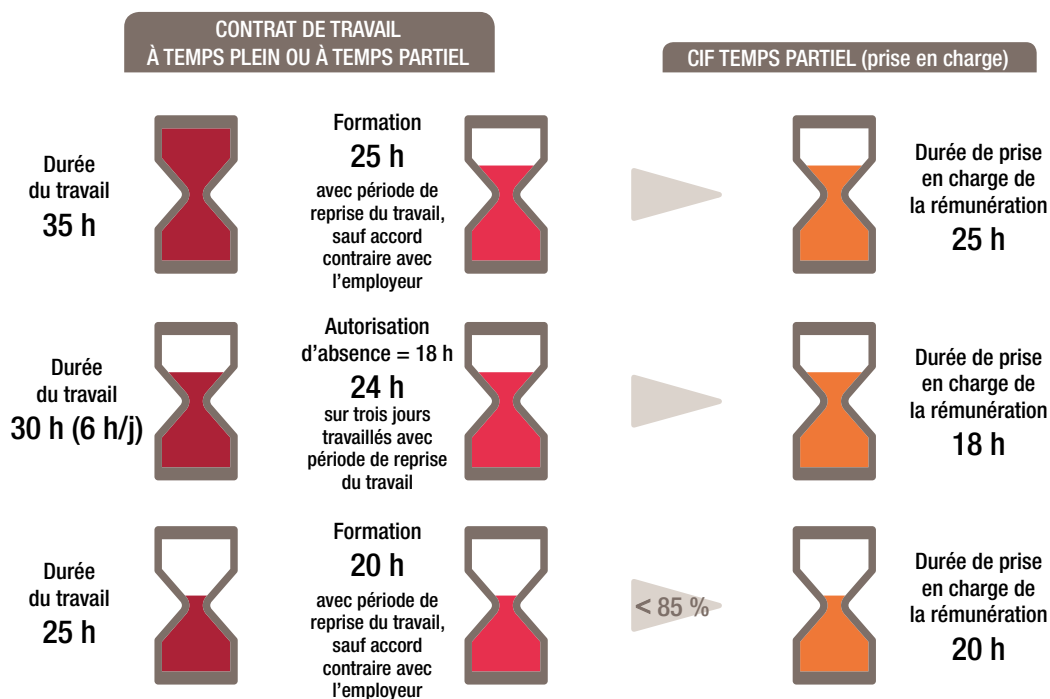 CONTRAT DE TRAVAIL
À TEMPS PLEIN OU À TEMPS PARTIEL
CIF TEMPS PARTIEL (prise en charge)
Durée
du travail
35 h
Formation
25 h
avec période de
reprise du travail,
sauf accord
contraire avec
l'employeur
Durée de prise
en charge de
la rémunération
25 h
Durée
du travail
30 h (6 h/j)
Autorisation
d'absence = 18 h
24 h
sur trois jours
travaillés avec
période de reprise
du travail
Durée de prise
en charge de
la rémunération
18 h
Durée
du travail
25 h
Formation
20 h
avec période de
reprise du travail,
sauf accord
contraire avec
l'employeur
< 85 %
Durée de prise
en charge de
la rémunération
20 h